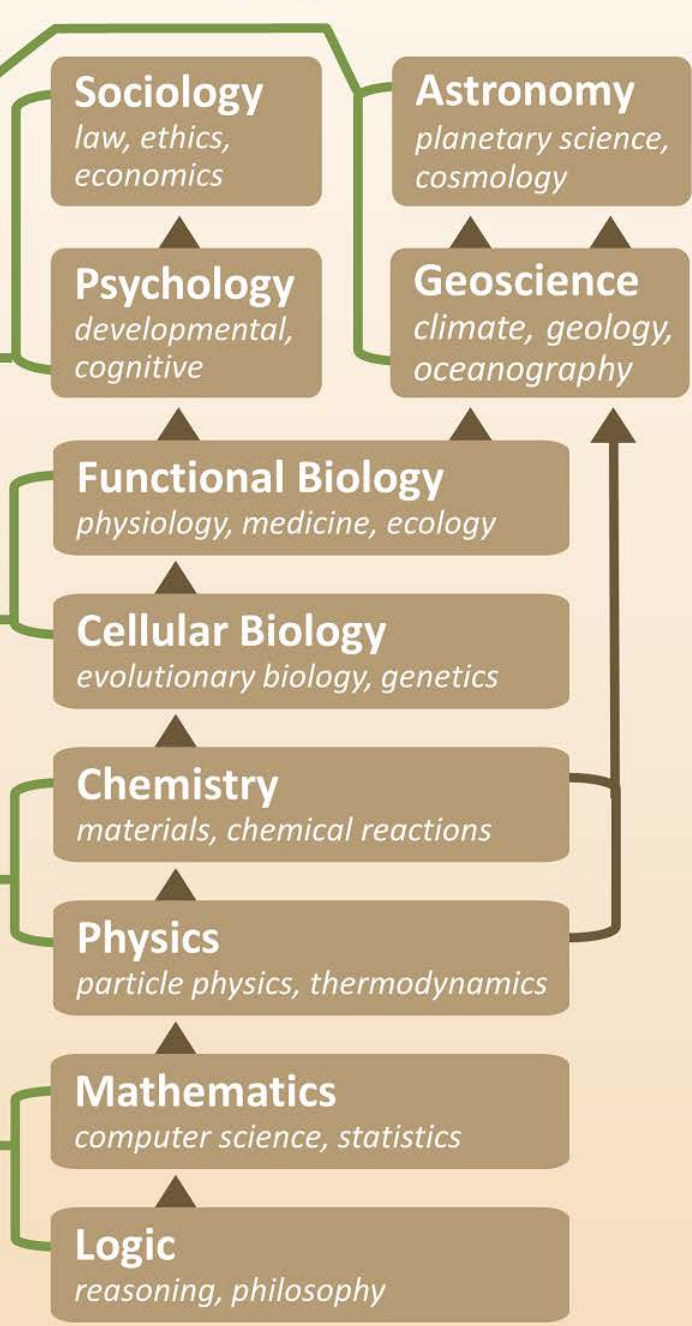 Sociology
law, ethics,
economics
Astronomy
planetary science,
cosmology
Psychology
developmental,
cognitive
Geoscience
climate, geology,
oceanography
Functional Biology
physiology, medicine, ecology
Cellular Biology
evolutionary biology, genetics
Chemistry
materials, chemical reactions
Physics
particle physics, thermodynamics
Mathematics
computer science, statistics
Logic
reasoning, philosophy